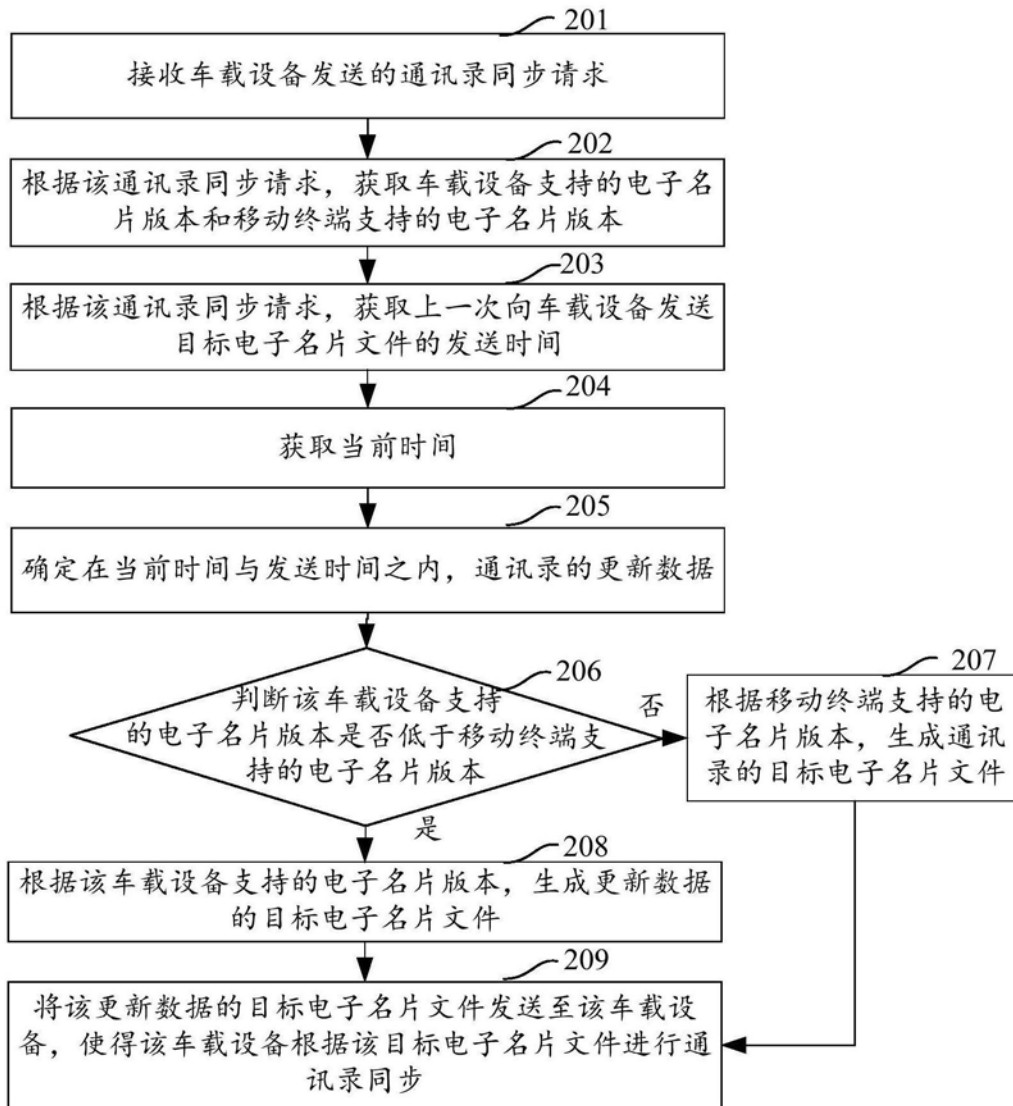 201
接收车载设备发送的通讯录同步请求
202
根据该通讯录同步请求，获取车载设备支持的电子名
片版本和移动终端支持的电子名片版本
203
根据该通讯录同步请求，获取上一次向车载设备发送
目标电子名片文件的发送时间
204
获取当前时间
205
确定在当前时间与发送时间之内，通讯录的更新数据
206
判断该车载设备支持
的电子名片版本是否低于移动终端支
持的电子名片版本
否
207
根据移动终端支持的电
子名片版本，生成通讯
录的目标电子名片文件
是
208
根据该车载设备支持的电子名片版本，生成更新数据
的目标电子名片文件
209
将该更新数据的目标电子名片文件发送至该车载设
备，使得该车载设备根据该目标电子名片文件进行通
讯录同步